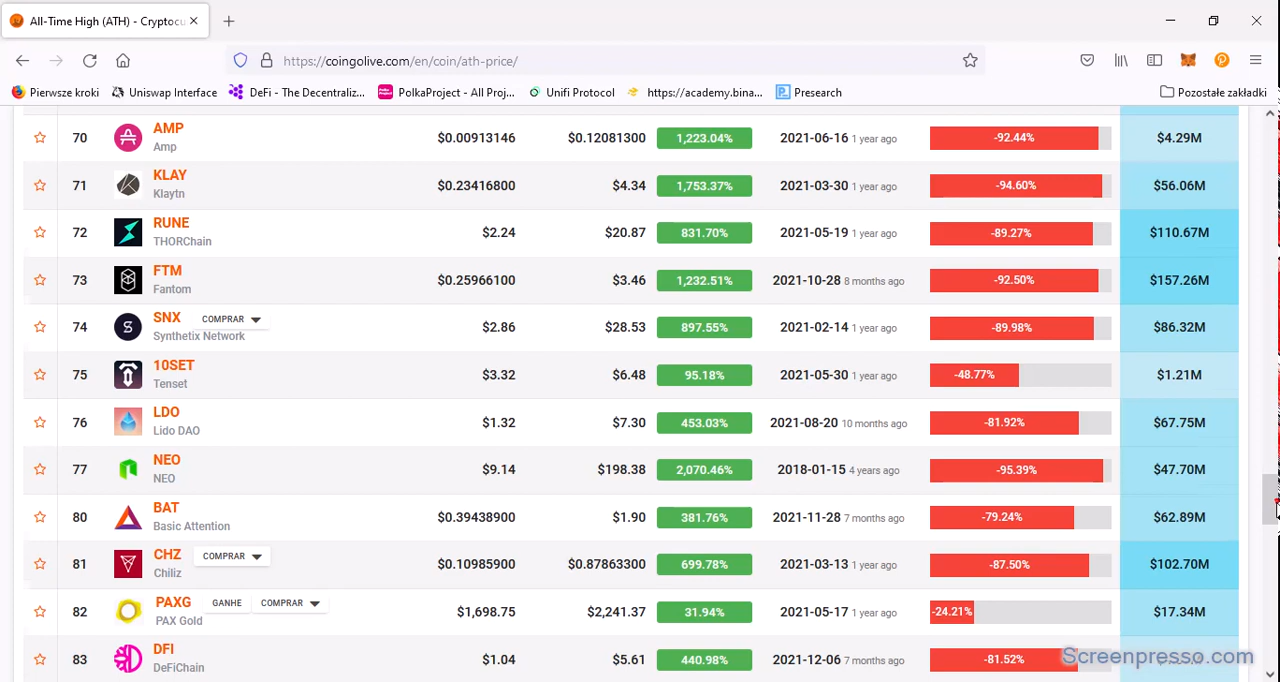 All-Time High (ATH) - Cryptocu
https://coingolive.com/en/coin/ath-price/
Pierwsze kroki Uniswap Interface DeFi - The Decentraliz... PolkaProject - All Proj... Unifi Protocol https://academy.bina... Presearch Pozostałe zakładki
70 AMP $0.00913146 $0.12081300 1,223.04% 2021-06-16 1 year ago -92.44% $4.29M
Amp
71 KLAY $0.23416800 $4.34 1,753.37% 2021-03-30 1 year ago -94.60% $56.06M
Klaytn
72 RUNE $2.24 $20.87 831.70% 2021-05-19 1 year ago -89.27% $110.67M
THORChain
73 FTM $0.25966100 $3.46 1,232.51% 2021-10-28 8 months ago -92.50% $157.26M
Fantom
74 SNX COMPRAR $2.86 $28.53 897.55% 2021-02-14 1 year ago -89.98% $86.32M
Synthetix Network
75 10SET $3.32 $6.48 95.18% 2021-05-30 1 year ago -48.77% $1.21M
Tenset
76 LDO $1.32 $7.30 453.03% 2021-08-20 10 months ago -81.92% $67.75M
Lido DAO
77 NEO $9.14 $198.38 2,070.46% 2018-01-15 4 years ago -95.39% $47.70M
NEO
80 BAT $0.39438900 $1.90 381.76% 2021-11-28 7 months ago -79.24% $62.89M
Basic Attention
81 CHZ COMPRAR $0.10985900 $0.87863300 699.78% 2021-03-13 1 year ago -87.50% $102.70M
Chiliz
82 PAXG GANHE COMPRAR $1,698.75 $2,241.37 31.94% 2021-05-17 1 year ago -24.21% $17.34M
PAX Gold
83 DFI $1.04 $5.61 440.98% 2021-12-06 7 months ago -81.52%
DeFiChain
Screenpresso.com